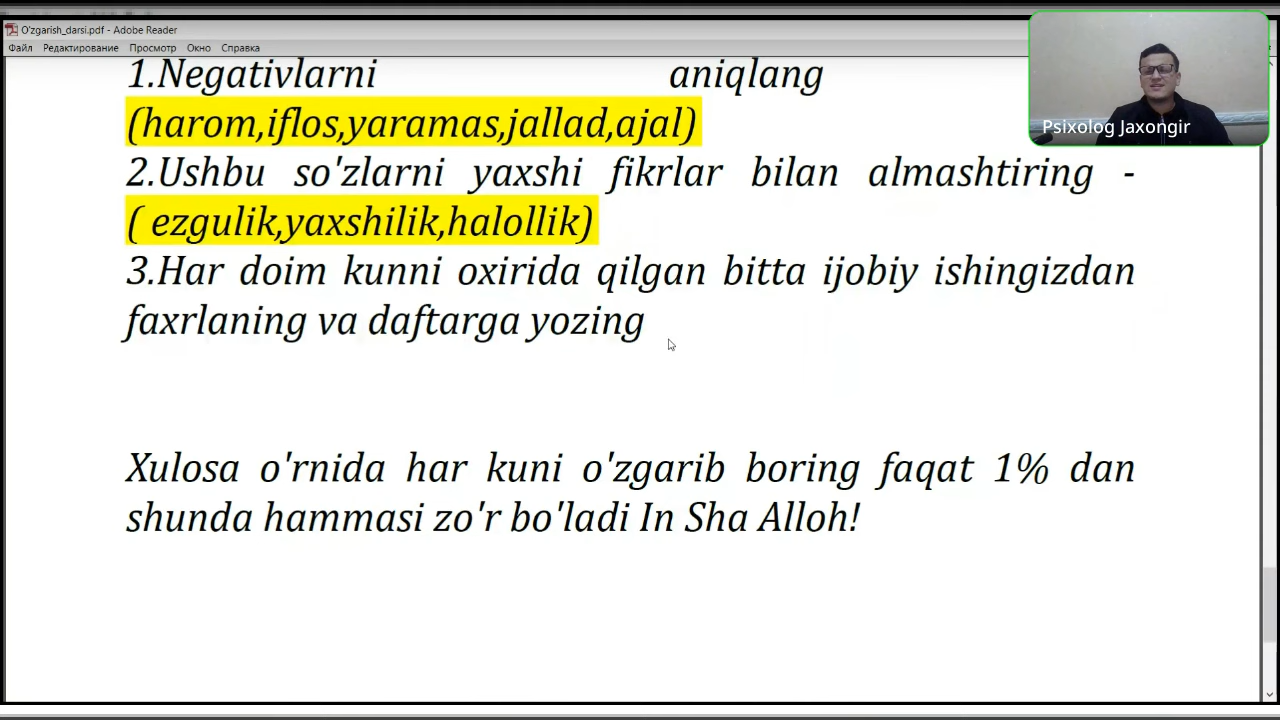 O'zgarish_darsi.pdf - Adobe Reader
Файл Редактирование Просмотр Окно Справка
1.Negativlarni aniqlang
(harom,iflos,yaramas,jallad,ajal)
2.Ushbu so'zlarni yaxshi fikrlar bilan almashtiring -
( ezgulik,yaxshilik,halollik)
3.Har doim kunni oxirida qilgan bitta ijobiy ishingizdan
faxrlaning va daftarga yozing
Xulosa o'rnida har kuni o'zgarib boring faqat 1% dan
shunda hammasi zo'r bo'ladi In Sha Alloh!
Psixolog Jaxongir